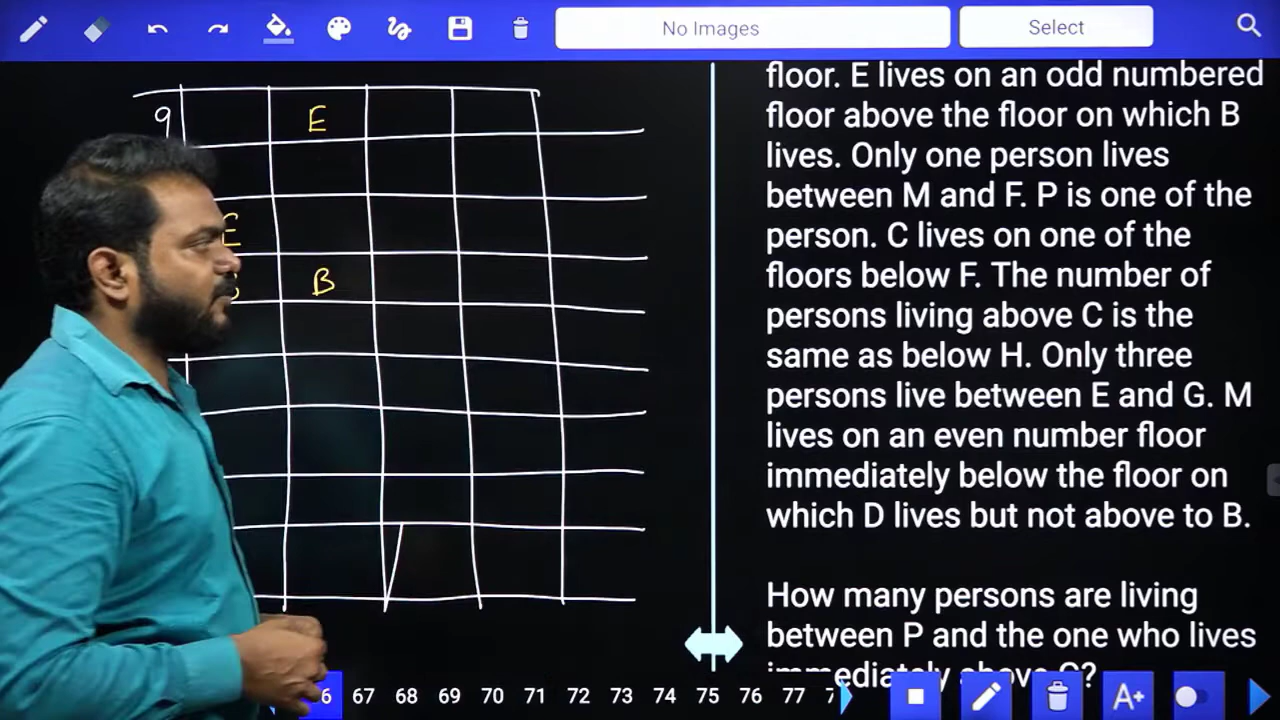 No Images
Select
floor. E lives on an odd numbered
floor above the floor on which B
lives. Only one person lives
between M and F. P is one of the
person. C lives on one of the
floors below F. The number of
persons living above C is the
same as below H. Only three
persons live between E and G. M
lives on an even number floor
immediately below the floor on
which D lives but not above to B.
How many persons are living
between P and the one who lives
9
E
E
B
6 67 68 69 70 71 72 73 74 75 76 77
A+